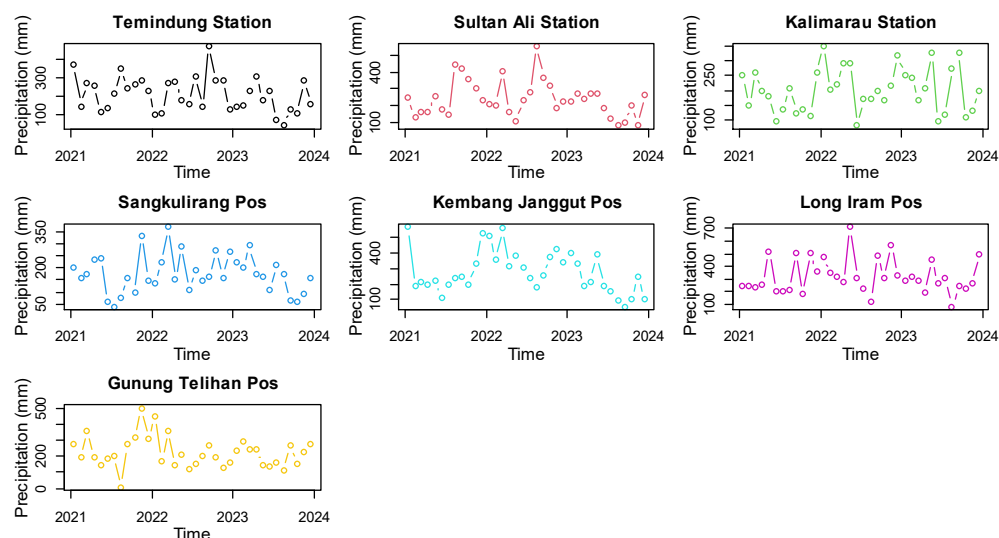 Temindung Station
Precipitation (mm)
300
100
2021 2022 2023 2024
Time
Sultan Ali Station
Precipitation (mm)
400
100
2021 2022 2023 2024
Time
Kalimarau Station
Precipitation (mm)
250
100
2021 2022 2023 2024
Time
Sangkulirang Pos
Precipitation (mm)
350
200
50
2021 2022 2023 2024
Time
Kembang Janggut Pos
Precipitation (mm)
400
100
2021 2022 2023 2024
Time
Long Iram Pos
Precipitation (mm)
700
400
100
2021 2022 2023 2024
Time
Gunung Telihan Pos
Precipitation (mm)
500
200
0
2021 2022 2023 2024
Time